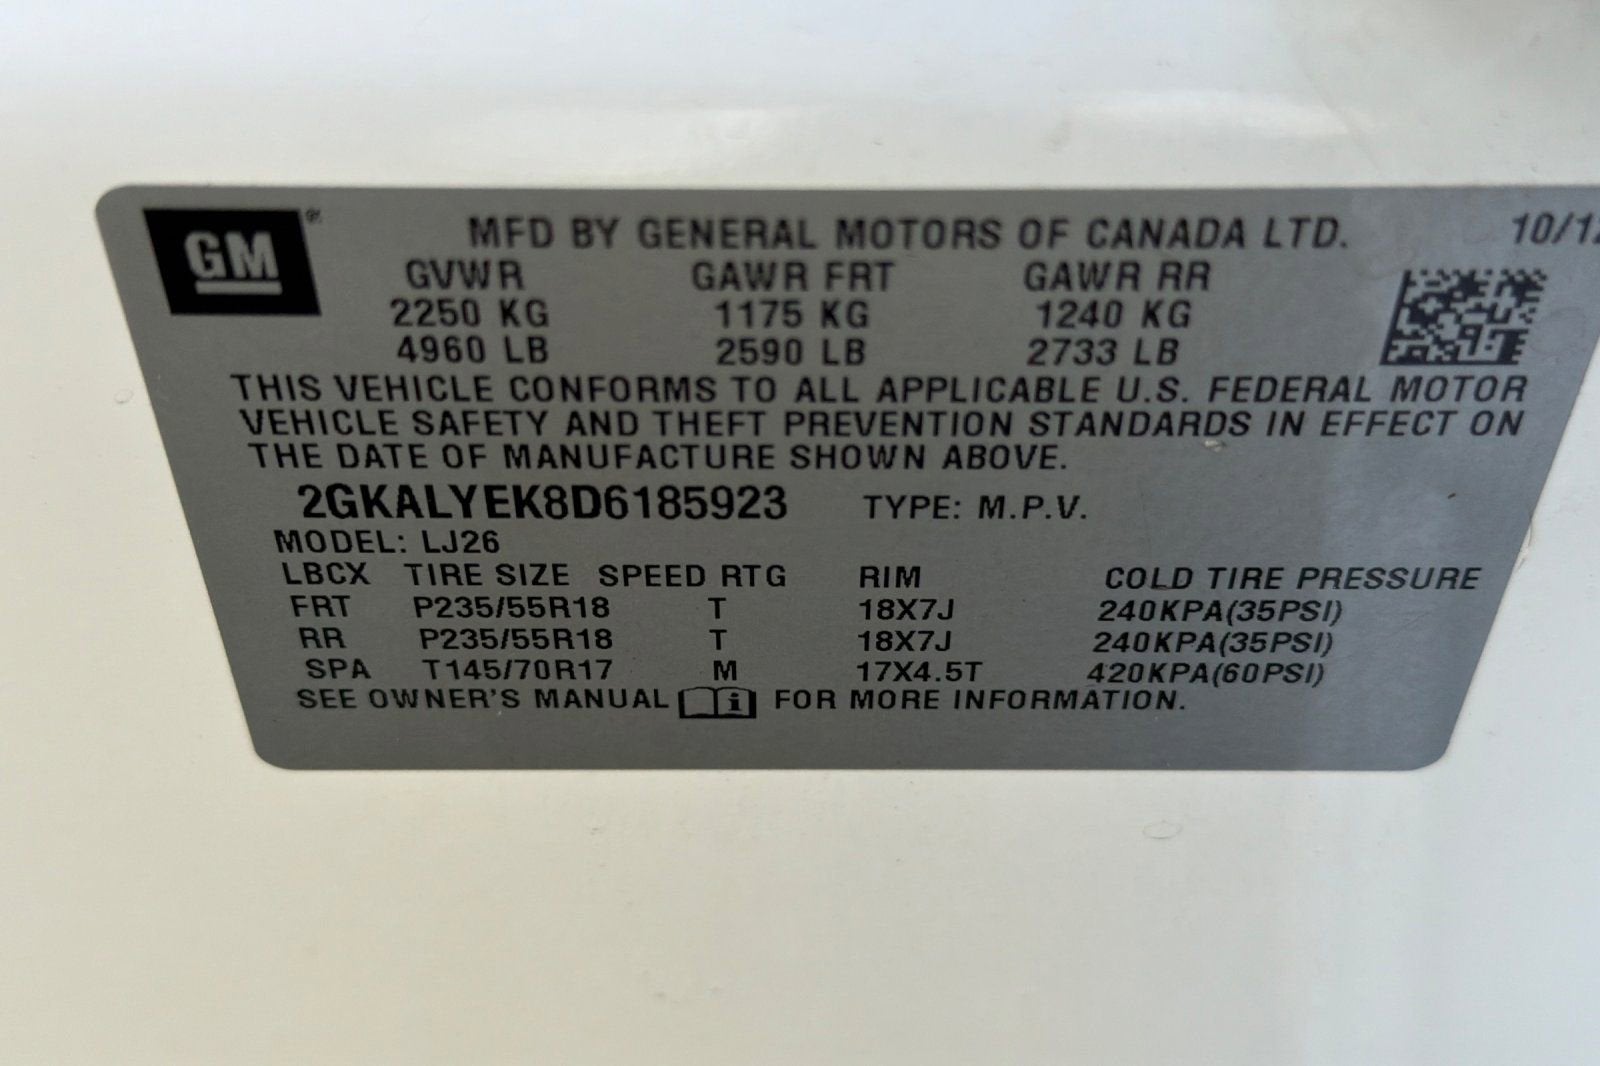 GM
MFD BY GENERAL MOTORS OF CANADA LTD. 10/12
GVWR GAWR FRT GAWR RR
2250 KG 1175 KG 1240 KG
4960 LB 2590 LB 2733 LB
THIS VEHICLE CONFORMS TO ALL APPLICABLE U.S. FEDERAL MOTOR
VEHICLE SAFETY AND THEFT PREVENTION STANDARDS IN EFFECT ON
THE DATE OF MANUFACTURE SHOWN ABOVE.
2GKALYEK8D6185923 TYPE: M.P.V.
MODEL: LJ26
LBCX TIRE SIZE SPEED RTG RIM COLD TIRE PRESSURE
FRT P235/55R18 T 18X7J 240KPA(35PSI)
RR P235/55R18 T 18X7J 240KPA(35PSI)
SPA T145/70R17 M 17X4.5T 420KPA(60PSI)
SEE OWNER'S MANUAL i FOR MORE INFORMATION.